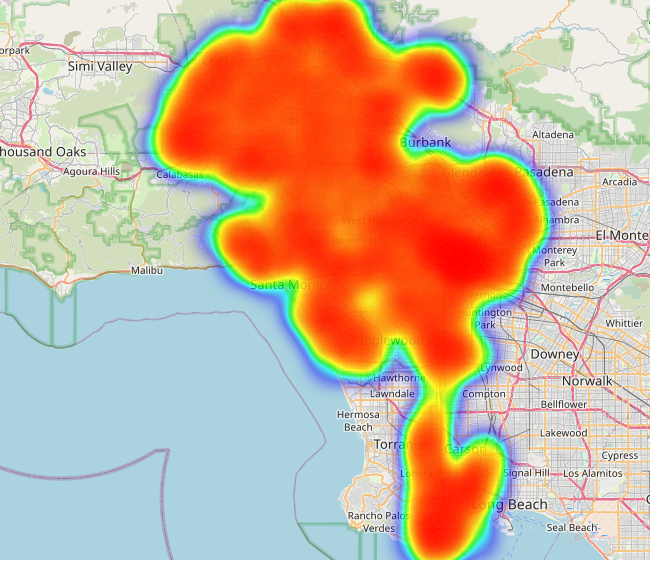 orpark
Simi Valley
housand Oaks
Agoura Hills
Calabasas
Malibu
Burbank
Altadena
Glenda
Pasadena
Arcadia
Pasadena
Alhambra
El Monte
Monterey
Park
Santa Monica
Montebello
Vernon
Huntington
Park
Whittier
Inglewood
Downey
Hawthorne
Lynwood
Norwalk
Lawndale
Compton
Bellflower
Hermosa
Beach
Lakewood
Torrance
Carson
Cypress
Signal Hill
Los Alamitos
Long Beach
Rancho Palos
Verdes
Seal Beach